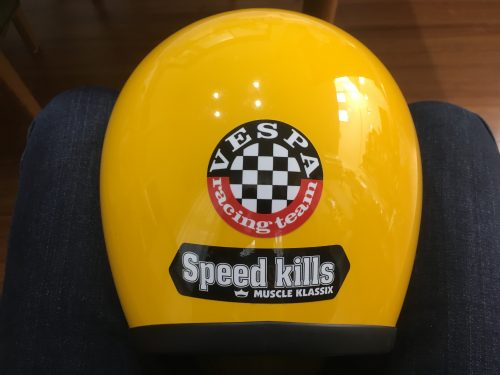 VESPA
racing team
Speed kills
MUSCLE KLASSIX